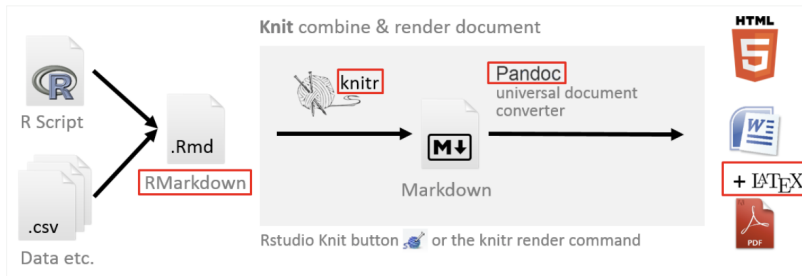 Knit combine & render document
HTML
5
R
R Script
knitr
Pandoc
universal document
converter
.Rmd
M
W
RMarkdown
Markdown
+ LATEX
.csv
PDF
Data etc.
Rstudio Knit button or the knitr render command